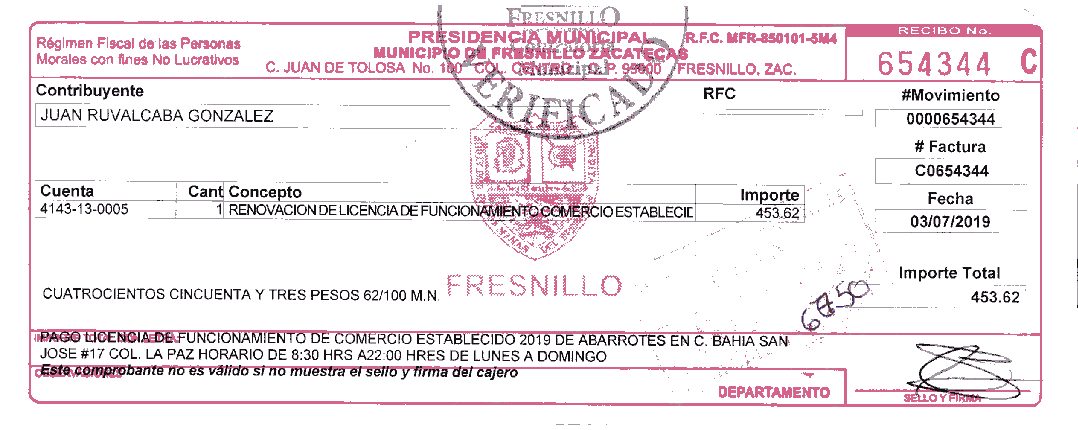 FRESNILLO
Régimen Fiscal de las Personas
Morales con fines No Lucrativos
PRESIDENCIA MUNICIPAL
MUNICIPIO DE FRESNILLO ZACATECAS
C. JUAN DE TOLOSA No. 100 COL. CENTRO C.P. 99000 FRESNILLO, ZAC.
R.F.C. MFR-850101-5M4
RECIBO No.
654344 C
Municipal
VERIFICADO
Contribuyente
JUAN RUVALCABA GONZALEZ
RFC
#Movimiento
0000654344
# Factura
C0654344
Fecha
03/07/2019
Cuenta Cant Concepto Importe
4143-13-0005 1 RENOVACION DE LICENCIA DE FUNCIONAMIENTO COMERCIO ESTABLECIE 453.62
FRESNILLO
Importe Total
453.62
CUATROCIENTOS CINCUENTA Y TRES PESOS 62/100 M.N.
PAGO LICENCIA DE FUNCIONAMIENTO DE COMERCIO ESTABLECIDO 2019 DE ABARROTES EN C. BAHIA SAN
JOSE #17 COL. LA PAZ HORARIO DE 8:30 HRS A22:00 HRES DE LUNES A DOMINGO
Este comprobante no es válido si no muestra el sello y firma del cajero
DEPARTAMENTO
SELLO Y FIRMA